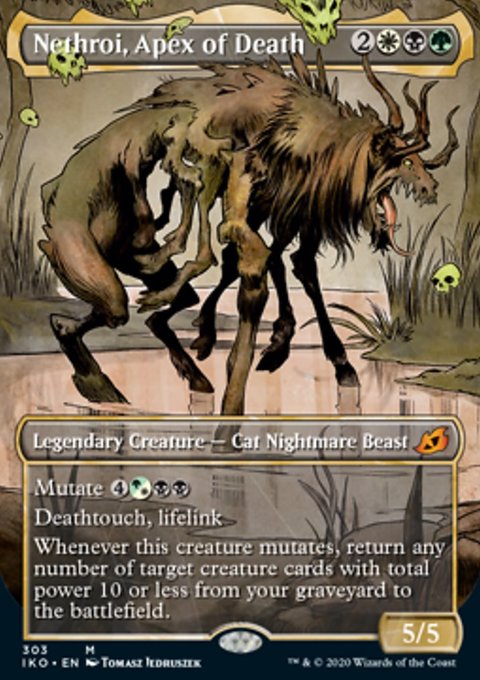 Nethroi, Apex of Death 2
Legendary Creature — Cat Nightmare Beast
Mutate 4
Deathtouch, lifelink
Whenever this creature mutates, return any
number of target creature cards with total
power 10 or less from your graveyard to
the battlefield.
5/5
303 M
IKO • EN Tomasz Jedruszek
™ & © 2020 Wizards of the Coast